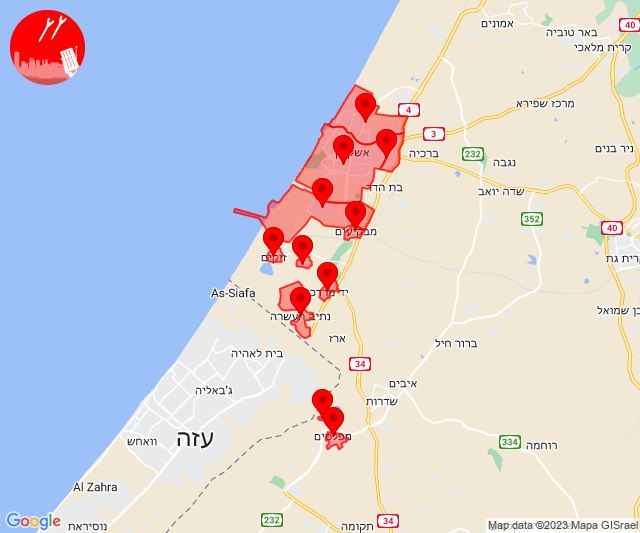 אמונים
באר טוביה
40
קרית מלאכי
4
מרכז שפירא
3
אשקלון
ברכיה
232
ניר בנים
נגבה
בת הדר
שדה יואב
352
40
מבקיעים
זיקים
קרית גת
As-Siafa
יד מרדכי
נתיב העשרה
ארז
ברור חיל
בית לאהיה
34
איבים
ג'באליה
שדרות
מפלסים
עזה
וואחש
334
רוחמה
Al Zahra
232
34
נוסיראת
תקומה
Google
Map data ©2023 Mapa GISrael